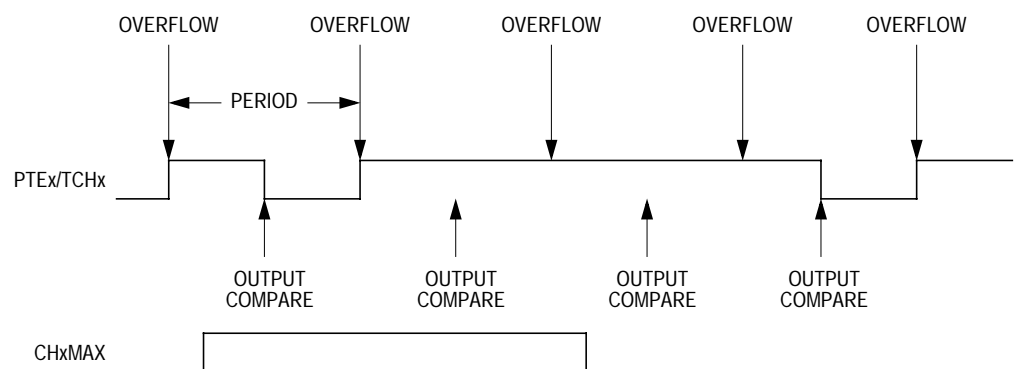 OVERFLOW OVERFLOW OVERFLOW OVERFLOW OVERFLOW
PERIOD
PTEx/TCHx
OUTPUT COMPARE
OUTPUT COMPARE
OUTPUT COMPARE
OUTPUT COMPARE
CHxMAX